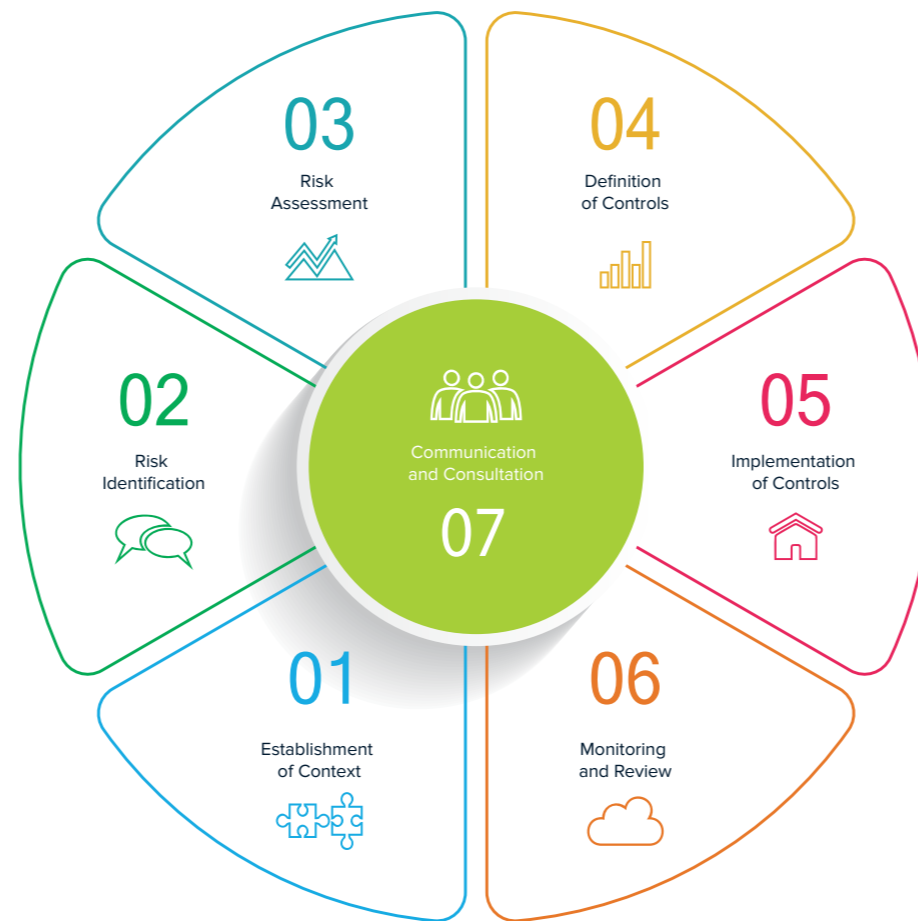 03
Risk
Assessment
04
Definition
of Controls
02
Risk
Identification
Communication
and Consultation
07
05
Implementation
of Controls
01
Establishment
of Context
06
Monitoring
and Review